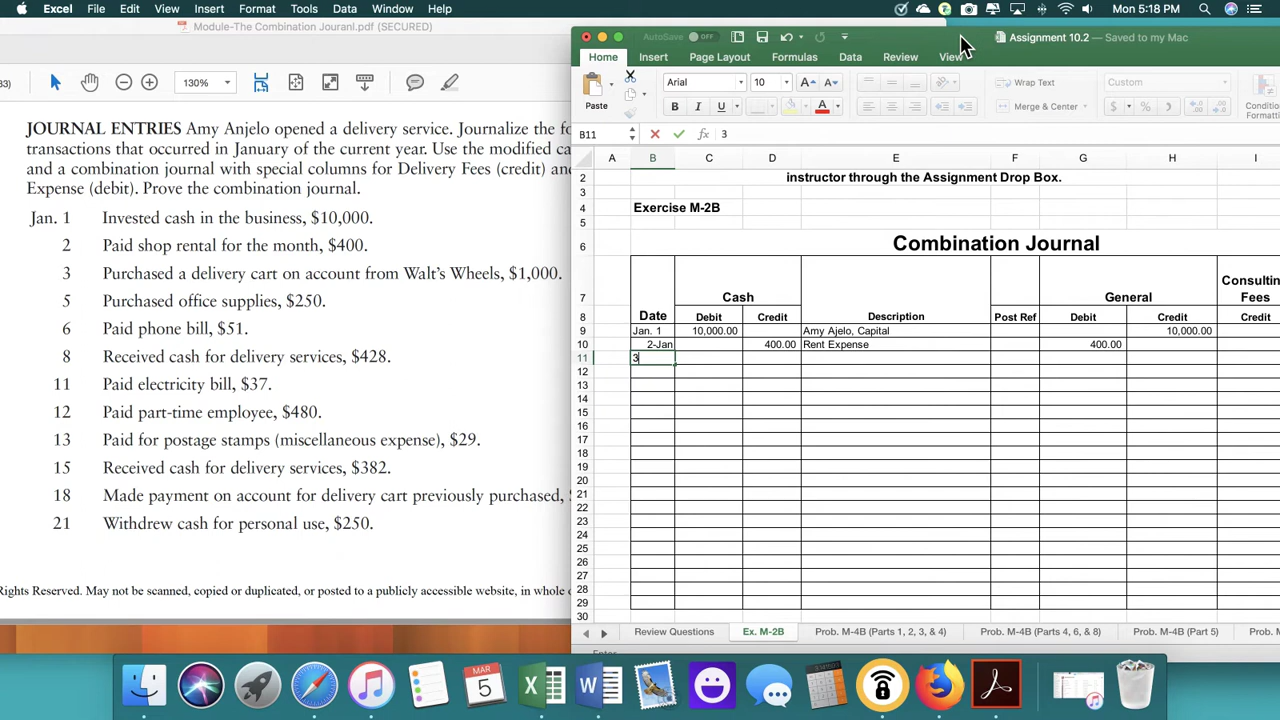 Excel File Edit View Insert Format Tools Data Window Help Mon 5:18 PM
Module-The Combination Jouranl.pdf (SECURED)
AutoSave OFF Assignment 10.2 — Saved to my Mac
Home Insert Page Layout Formulas Data Review View
33) 130%
Paste Arial 10 Wrap Text Custom
B I U A Merge & Center $ % Conditio
Formattin
B11 fx 3
JOURNAL ENTRIES Amy Anjelo opened a delivery service. Journalize the fo
transactions that occurred in January of the current year. Use the modified ca
and a combination journal with special columns for Delivery Fees (credit) and
Expense (debit). Prove the combination journal.
Jan. 1 Invested cash in the business, $10,000.
2 Paid shop rental for the month, $400.
3 Purchased a delivery cart on account from Walt's Wheels, $1,000.
5 Purchased office supplies, $250.
6 Paid phone bill, $51.
8 Received cash for delivery services, $428.
11 Paid electricity bill, $37.
12 Paid part-time employee, $480.
13 Paid for postage stamps (miscellaneous expense), $29.
15 Received cash for delivery services, $382.
18 Made payment on account for delivery cart previously purchased,
21 Withdrew cash for personal use, $250.
Rights Reserved. May not be scanned, copied or duplicated, or posted to a publicly accessible website, in whole o
A B C D E F G H I
2 instructor through the Assignment Drop Box.
3
4 Exercise M-2B
5
6 Combination Journal
7 Cash General Consultin
Fees
8 Date Debit Credit Description Post Ref Debit Credit Credit
9 Jan. 1 10,000.00 Amy Ajelo, Capital 10,000.00
10 2-Jan 400.00 Rent Expense 400.00
11 3
12
13
14
15
16
17
18
19
20
21
22
23
24
25
26
27
28
29
30
Review Questions Ex. M-2B Prob. M-4B (Parts 1, 2, 3, & 4) Prob. M-4B (Parts 4, 6, & 8) Prob. M-4B (Part 5) Prob. M
Enter
MAR
5